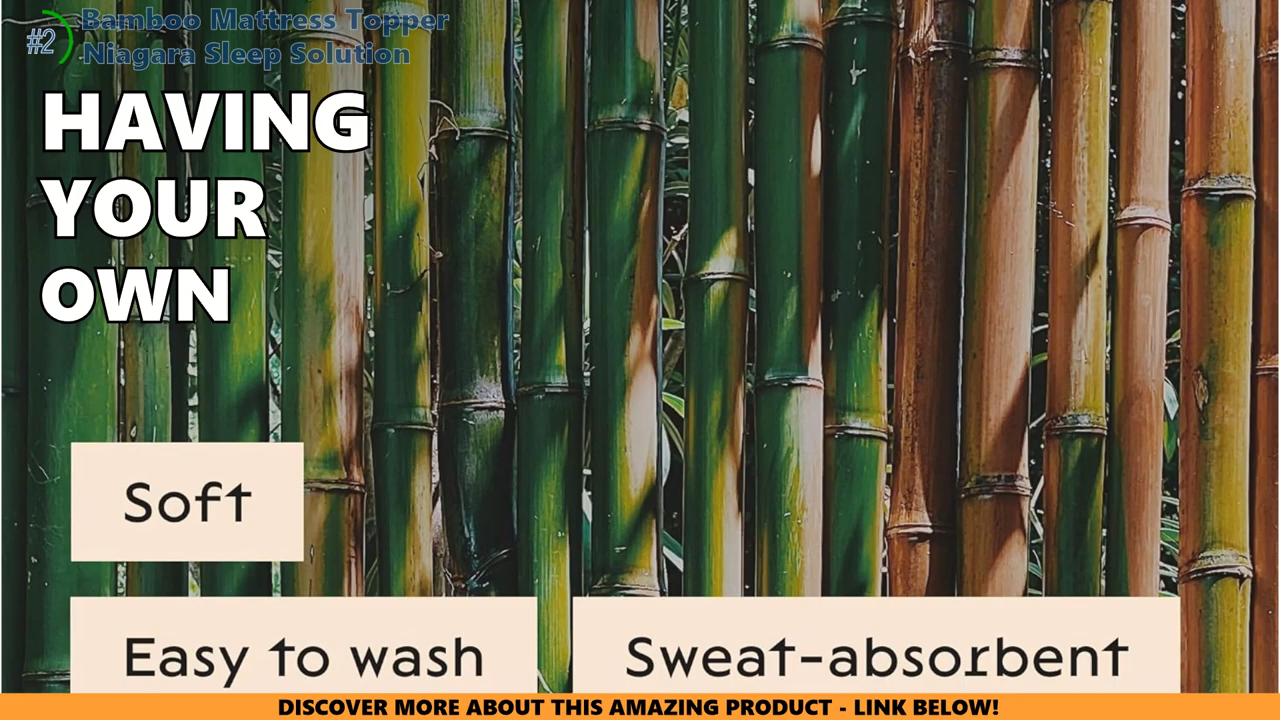 #2
Bamboo Mattress Topper
Niagara Sleep Solution
HAVING
YOUR
OWN
Soft
Easy to wash
Sweat-absorbent
DISCOVER MORE ABOUT THIS AMAZING PRODUCT - LINK BELOW!